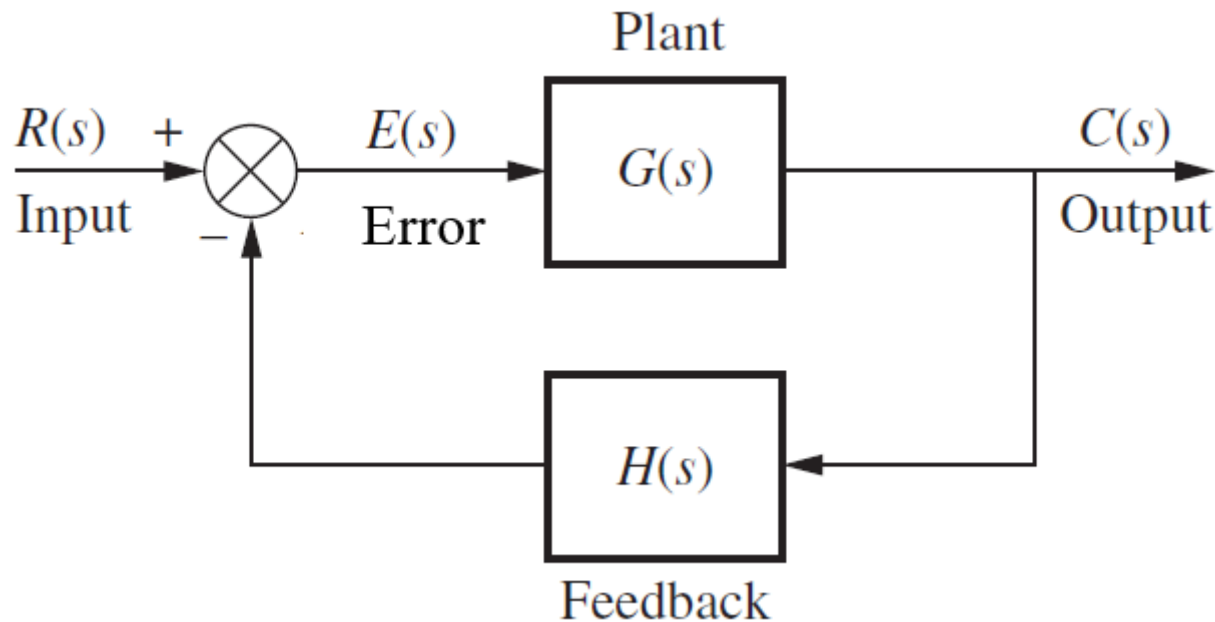 Plant
R(s) + E(s) G(s) C(s)
Input − Error Output
H(s)
Feedback